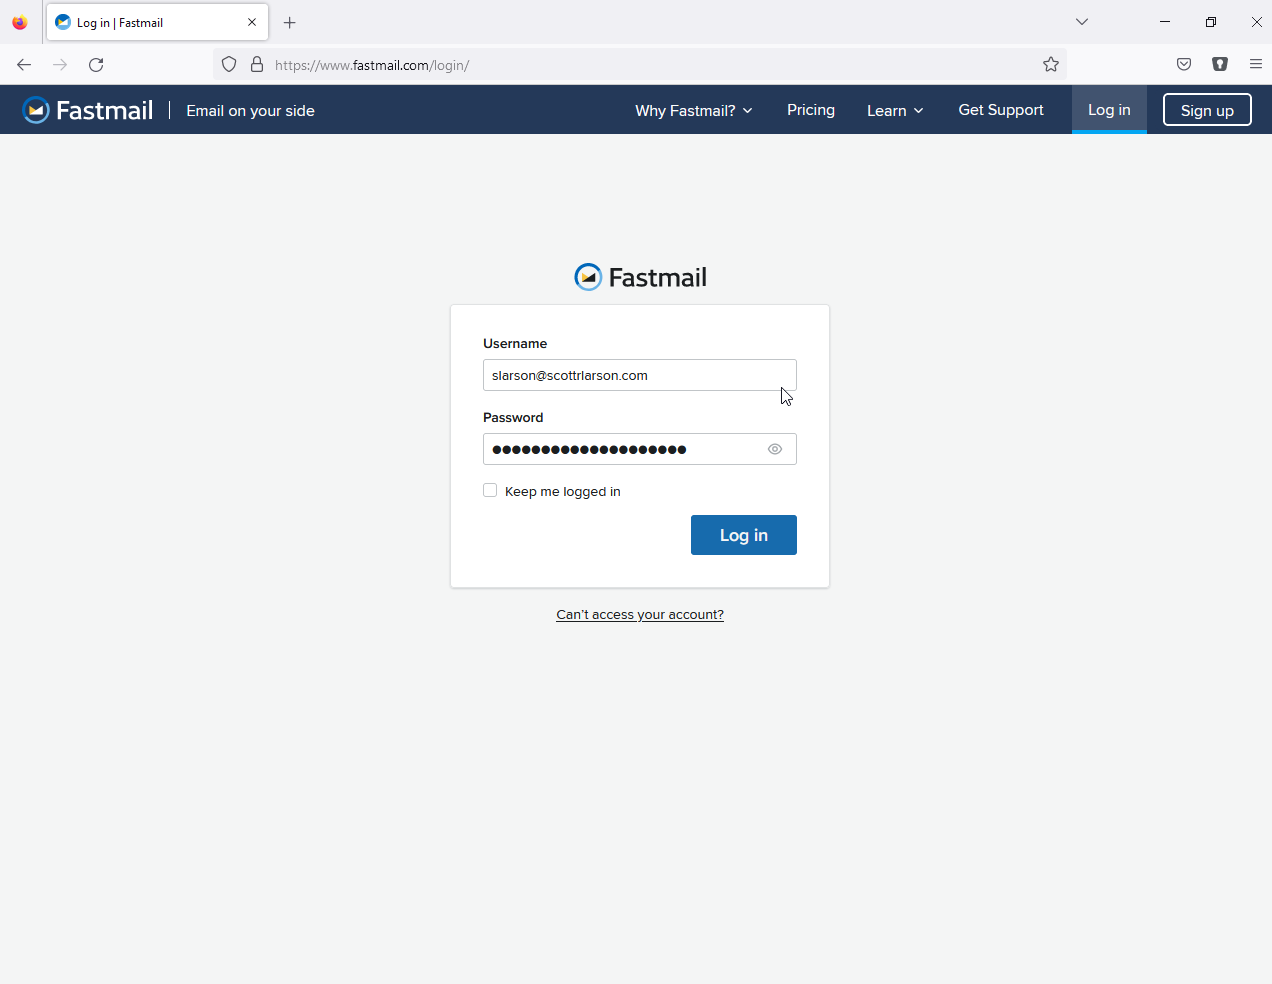 Log in | Fastmail
https://www.fastmail.com/login/
Fastmail | Email on your side
Why Fastmail?
Pricing
Learn
Get Support
Log in
Sign up
Fastmail
Username
slarson@scottrlarson.com
Password
●●●●●●●●●●●●●●●●●●●●
Keep me logged in
Log in
Can't access your account?